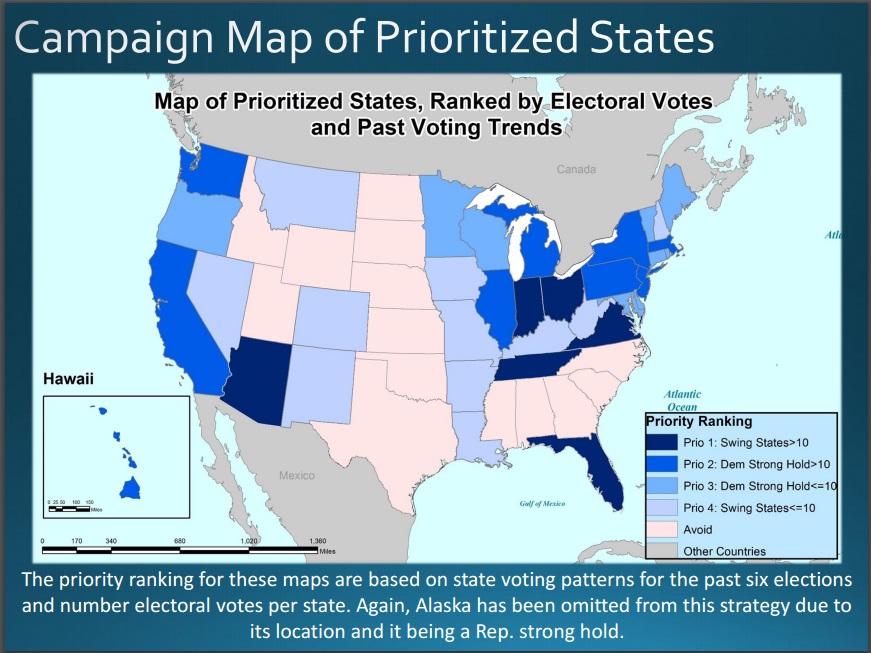 Campaign Map of Prioritized States
Map of Prioritized States, Ranked by Electoral Votes
and Past Voting Trends
Canada
Hawaii
0 25 50 100 150
Miles
Mexico
Gulf of Mexico
Atlantic
Ocean
Priority Ranking
Prio 1: Swing States>10
Prio 2: Dem Strong Hold>10
Prio 3: Dem Strong Hold<=10
Prio 4: Swing States<=10
Avoid
Other Countries
0 170 340 680 1,020 1,360
Miles
The priority ranking for these maps are based on state voting patterns for the past six elections
and number electoral votes per state. Again, Alaska has been omitted from this strategy due to
its location and it being a Rep. strong hold.